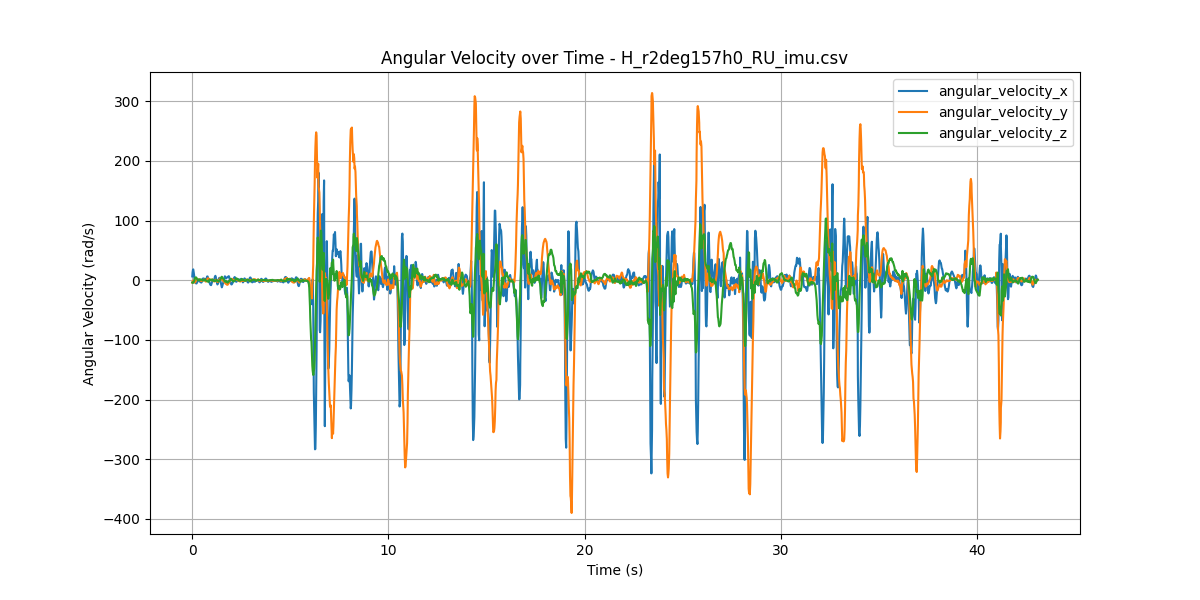 Angular Velocity over Time - H_r2deg157h0_RU_imu.csv
angular_velocity_x
angular_velocity_y
angular_velocity_z
Angular Velocity (rad/s)
300
200
100
0
−100
−200
−300
−400
0 10 20 30 40
Time (s)